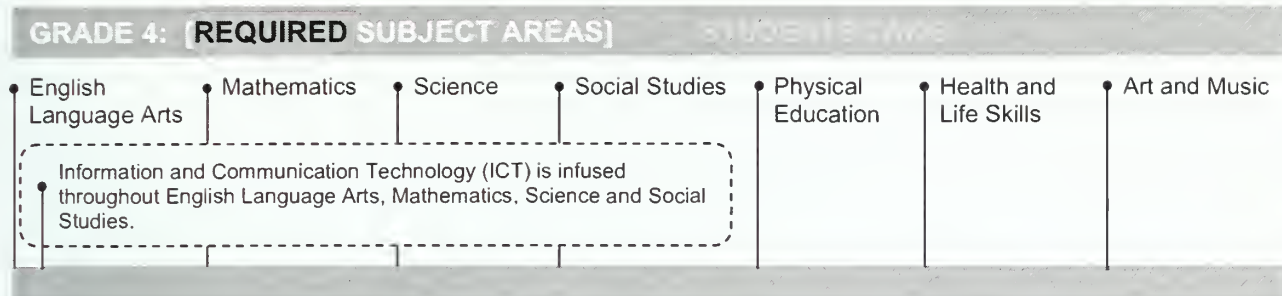 GRADE 4: [REQUIRED SUBJECT AREAS]
English Language Arts
Mathematics
Science
Social Studies
Physical Education
Health and Life Skills
Art and Music
Information and Communication Technology (ICT) is infused
throughout English Language Arts, Mathematics, Science and Social
Studies.